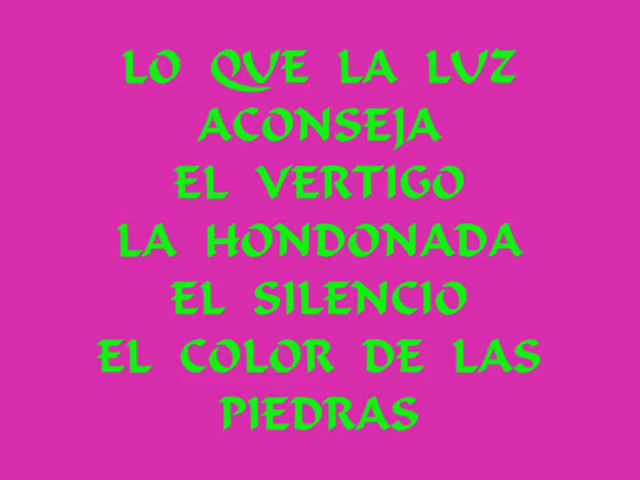 LO QUE LA LUZ
ACONSEJA
EL VERTIGO
LA HONDONADA
EL SILENCIO
EL COLOR DE LAS
PIEDRAS